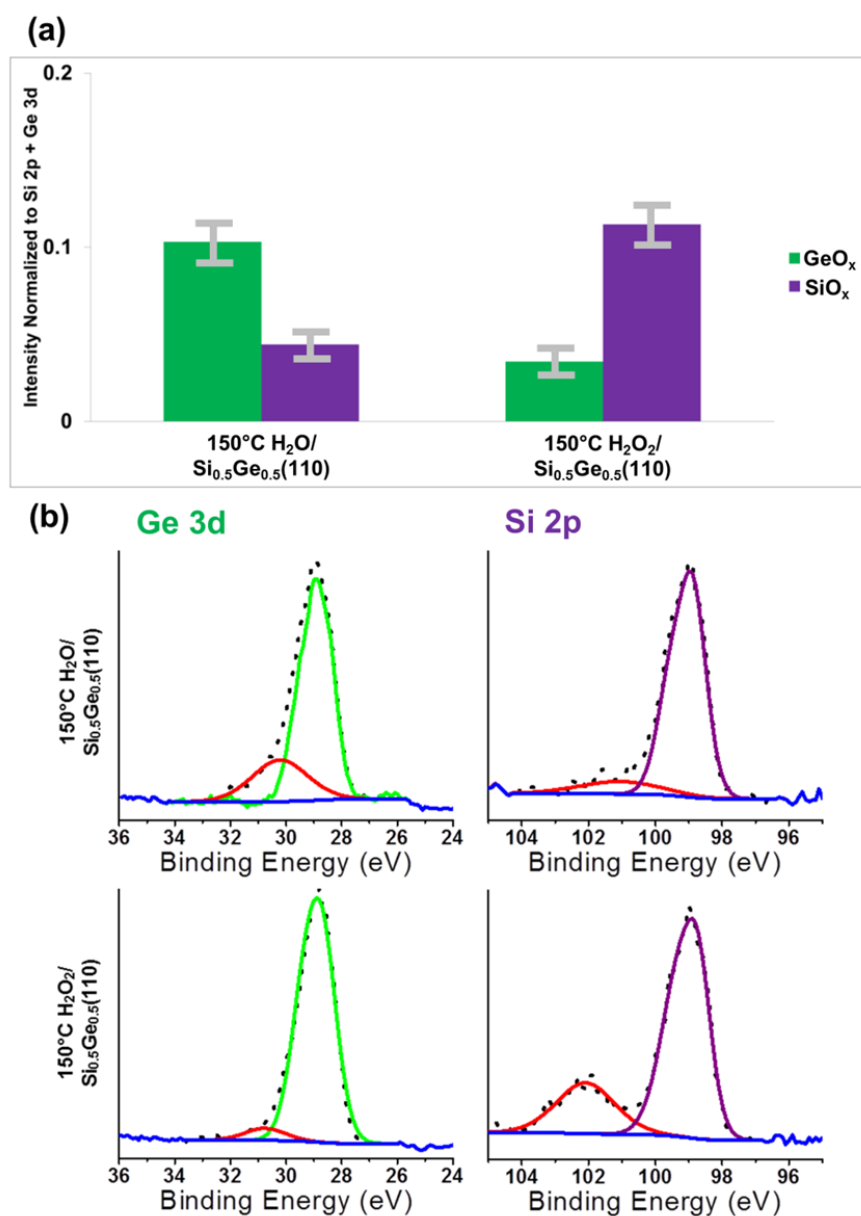 (a)
Intensity Normalized to Si 2p + Ge 3d
0.2
0.1
0
150°C H₂O/
Si₀.₅Ge₀.₅(110)
150°C H₂O₂/
Si₀.₅Ge₀.₅(110)
GeOₓ
SiOₓ
(b)
Ge 3d
Si 2p
150°C H₂O/
Si₀.₅Ge₀.₅(110)
36 34 32 30 28 26 24
Binding Energy (eV)
104 102 100 98 96
Binding Energy (eV)
150°C H₂O₂/
Si₀.₅Ge₀.₅(110)
36 34 32 30 28 26 24
Binding Energy (eV)
104 102 100 98 96
Binding Energy (eV)